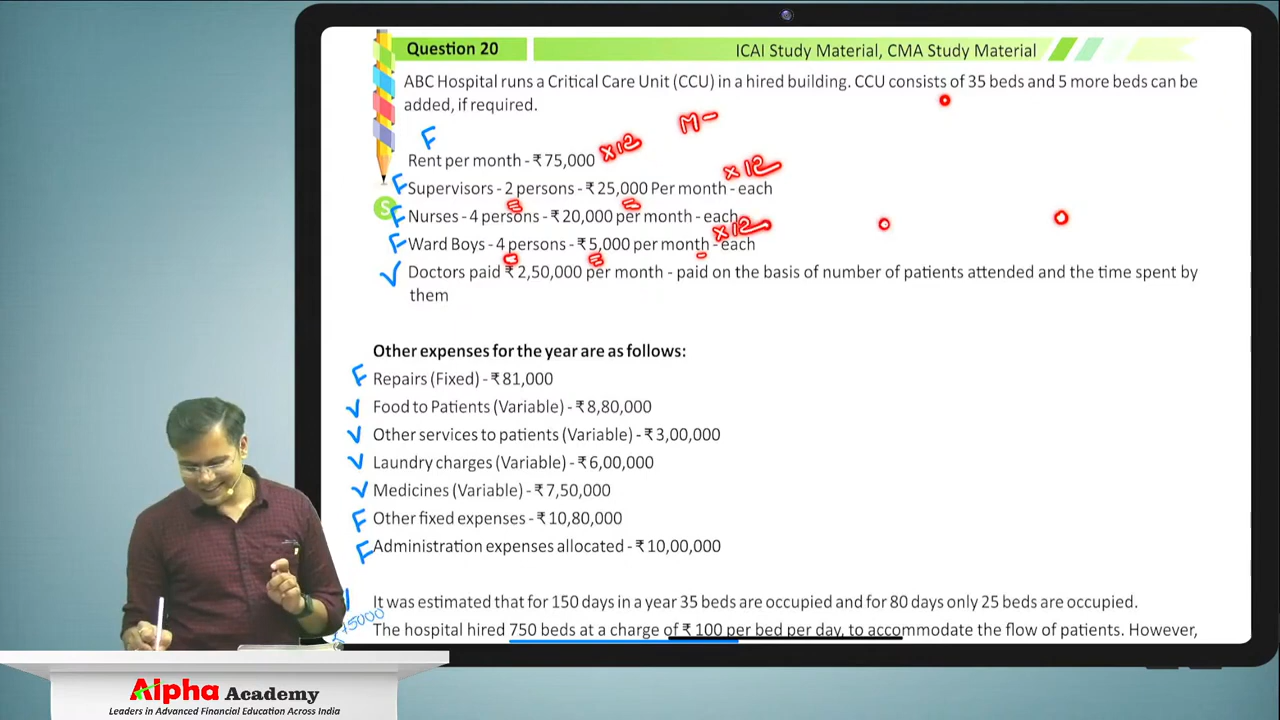 Question 20
ICAI Study Material, CMA Study Material
ABC Hospital runs a Critical Care Unit (CCU) in a hired building. CCU consists of 35 beds and 5 more beds can be
added, if required.
F
M -
Rent per month - ₹ 75,000 ×12
F Supervisors - 2 persons - ₹ 25,000 Per month - each ×12
S
F Nurses - 4 persons - ₹ 20,000 per month - each
F Ward Boys - 4 persons - ₹ 5,000 per month - each ×12
V Doctors paid ₹ 2,50,000 per month - paid on the basis of number of patients attended and the time spent by
them
Other expenses for the year are as follows:
F Repairs (Fixed) - ₹ 81,000
V Food to Patients (Variable) - ₹ 8,80,000
V Other services to patients (Variable) - ₹ 3,00,000
V Laundry charges (Variable) - ₹ 6,00,000
V Medicines (Variable) - ₹ 7,50,000
F Other fixed expenses - ₹ 10,80,000
F Administration expenses allocated - ₹ 10,00,000
It was estimated that for 150 days in a year 35 beds are occupied and for 80 days only 25 beds are occupied.
The hospital hired 750 beds at a charge of ₹ 100 per bed per day, to accommodate the flow of patients. However,
Alpha Academy
Leaders in Advanced Financial Education Across India